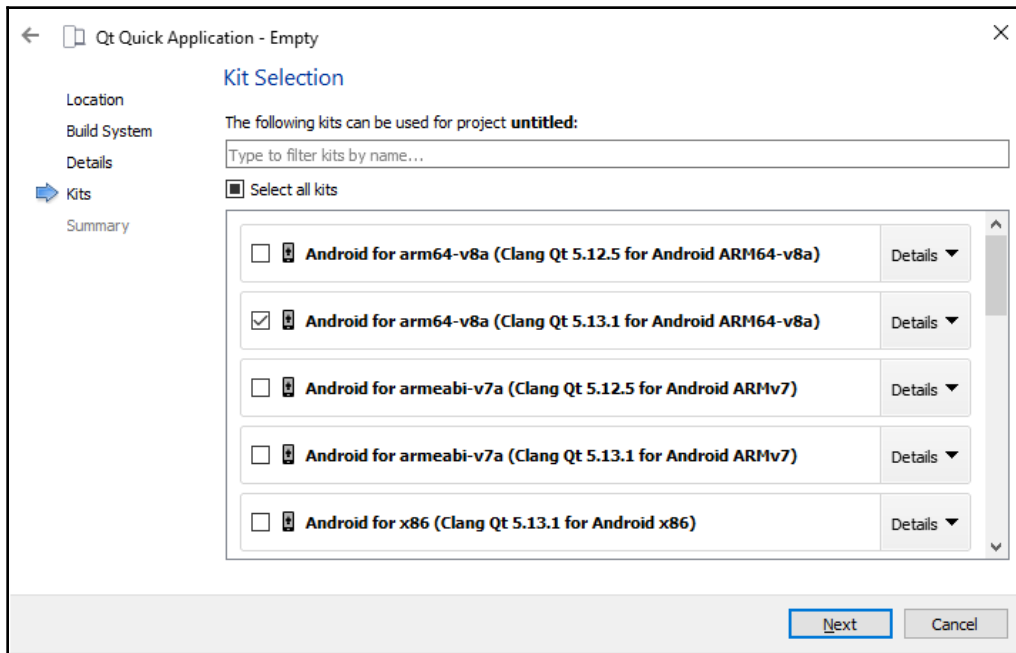 Qt Quick Application - Empty
Location
Build System
Details
Kits
Summary
Kit Selection
The following kits can be used for project untitled:
Type to filter kits by name...
Select all kits
Android for arm64-v8a (Clang Qt 5.12.5 for Android ARM64-v8a) Details
Android for arm64-v8a (Clang Qt 5.13.1 for Android ARM64-v8a) Details
Android for armeabi-v7a (Clang Qt 5.12.5 for Android ARMv7) Details
Android for armeabi-v7a (Clang Qt 5.13.1 for Android ARMv7) Details
Android for x86 (Clang Qt 5.13.1 for Android x86) Details
Next Cancel